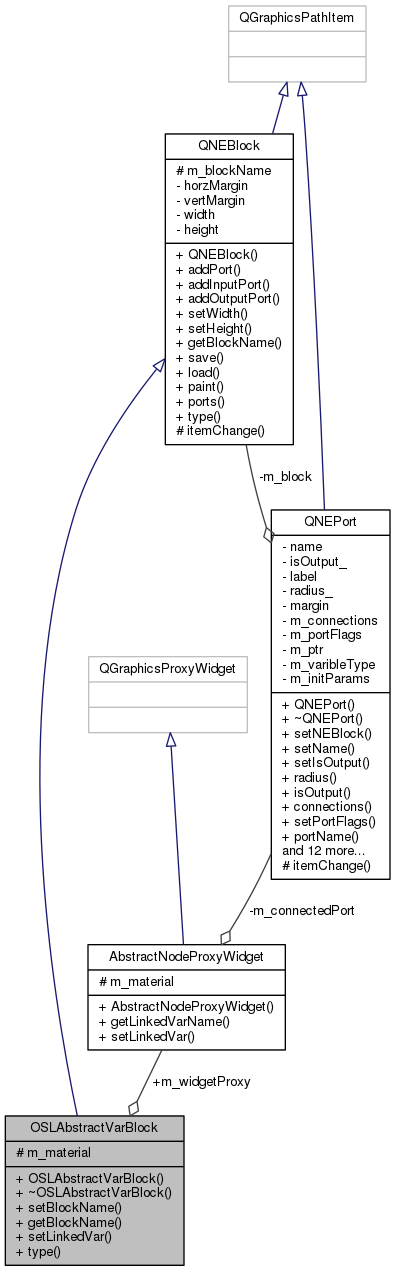 QGraphicsPathItem
QNEBlock
# m_blockName
- horzMargin
- vertMargin
- width
- height
+ QNEBlock()
+ addPort()
+ addInputPort()
+ addOutputPort()
+ setWidth()
+ setHeight()
+ getBlockName()
+ save()
+ load()
+ paint()
+ ports()
+ type()
# itemChange()
-m_block
QNEPort
- name
- isOutput_
- label
- radius_
- margin
- m_connections
- m_portFlags
- m_ptr
- m_varibleType
- m_initParams
+ QNEPort()
+ ~QNEPort()
+ setNEBlock()
+ setName()
+ setIsOutput()
+ radius()
+ isOutput()
+ connections()
+ setPortFlags()
+ portName()
and 12 more...
# itemChange()
QGraphicsProxyWidget
-m_connectedPort
AbstractNodeProxyWidget
# m_material
+ AbstractNodeProxyWidget()
+ getLinkedVarName()
+ setLinkedVar()
+m_widgetProxy
OSLAbstractVarBlock
# m_material
+ OSLAbstractVarBlock()
+ ~OSLAbstractVarBlock()
+ setBlockName()
+ getBlockName()
+ setLinkedVar()
+ type()